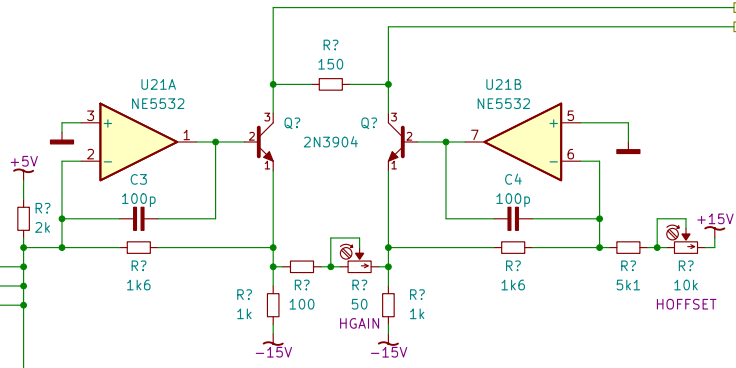 R?
150
U21A
NE5532
U21B
NE5532
3
3
Q?
Q?
2N3904
3
+
1
2
2
7
+
5
2
-
1
1
-
6
+5V
C3
100p
C4
100p
R?
2k
+15V
R?
1k6
R?
1k6
R?
5k1
R?
10k
HOFFSET
R?
1k
R?
100
R?
50
HGAIN
R?
1k
-15V
-15V